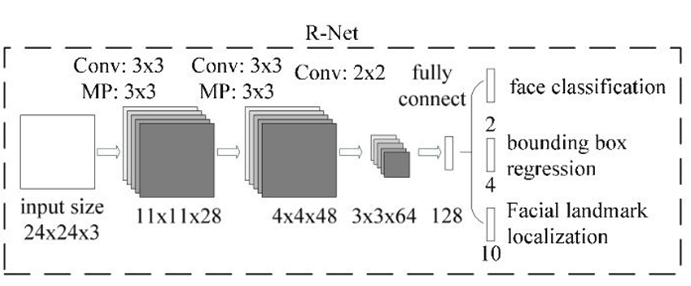 R-Net
Conv: 3x3
MP: 3x3
Conv: 3x3
MP: 3x3
Conv: 2x2
fully
connect
face classification
2
bounding box
regression
4
Facial landmark
localization
10
input size
24x24x3
11x11x28
4x4x48
3x3x64
128